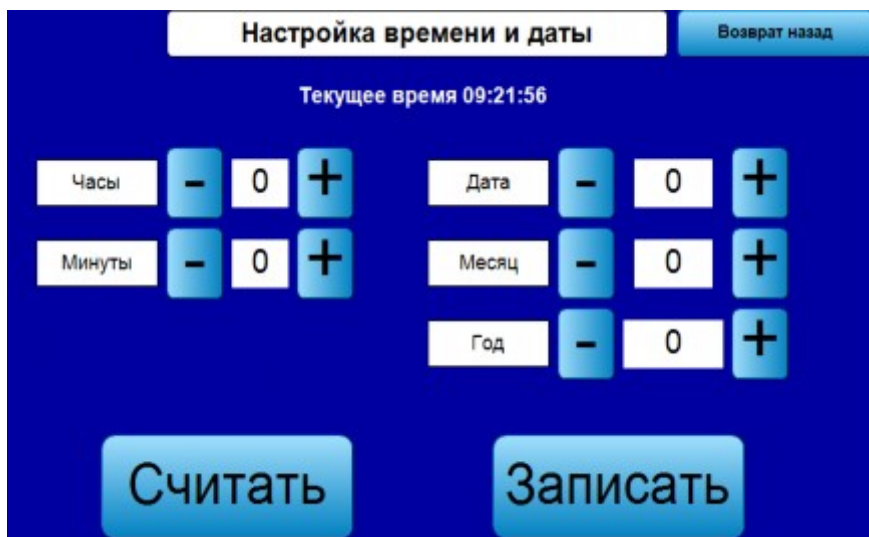 Настройка времени и даты
Возврат назад
Текущее время 09:21:56
Часы - 0 +
Дата - 0 +
Минуты - 0 +
Месяц - 0 +
Год - 0 +
Считать
Записать